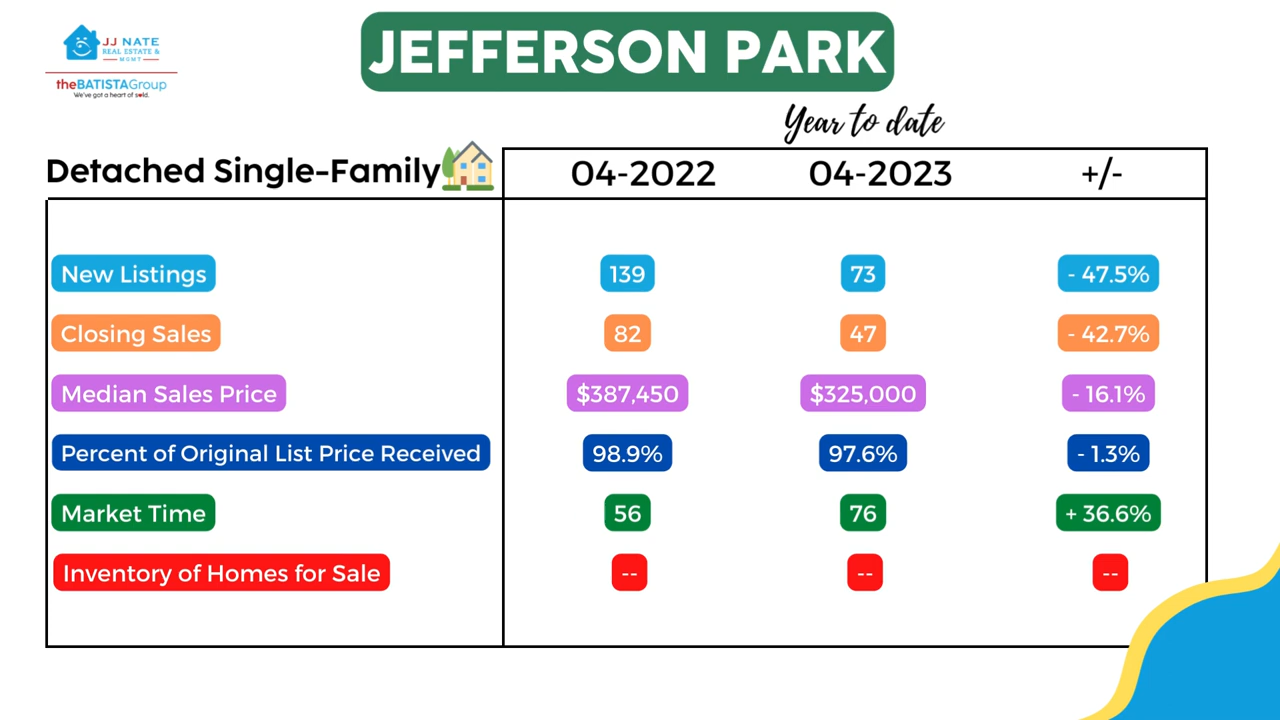 JJ NATE
REAL ESTATE &
MGMT
theBATISTAGroup
We've got a heart of sold.
JEFFERSON PARK
Year to date
Detached Single-Family 04-2022 04-2023 +/-
New Listings 139 73 - 47.5%
Closing Sales 82 47 - 42.7%
Median Sales Price $387,450 $325,000 - 16.1%
Percent of Original List Price Received 98.9% 97.6% - 1.3%
Market Time 56 76 + 36.6%
Inventory of Homes for Sale -- -- --